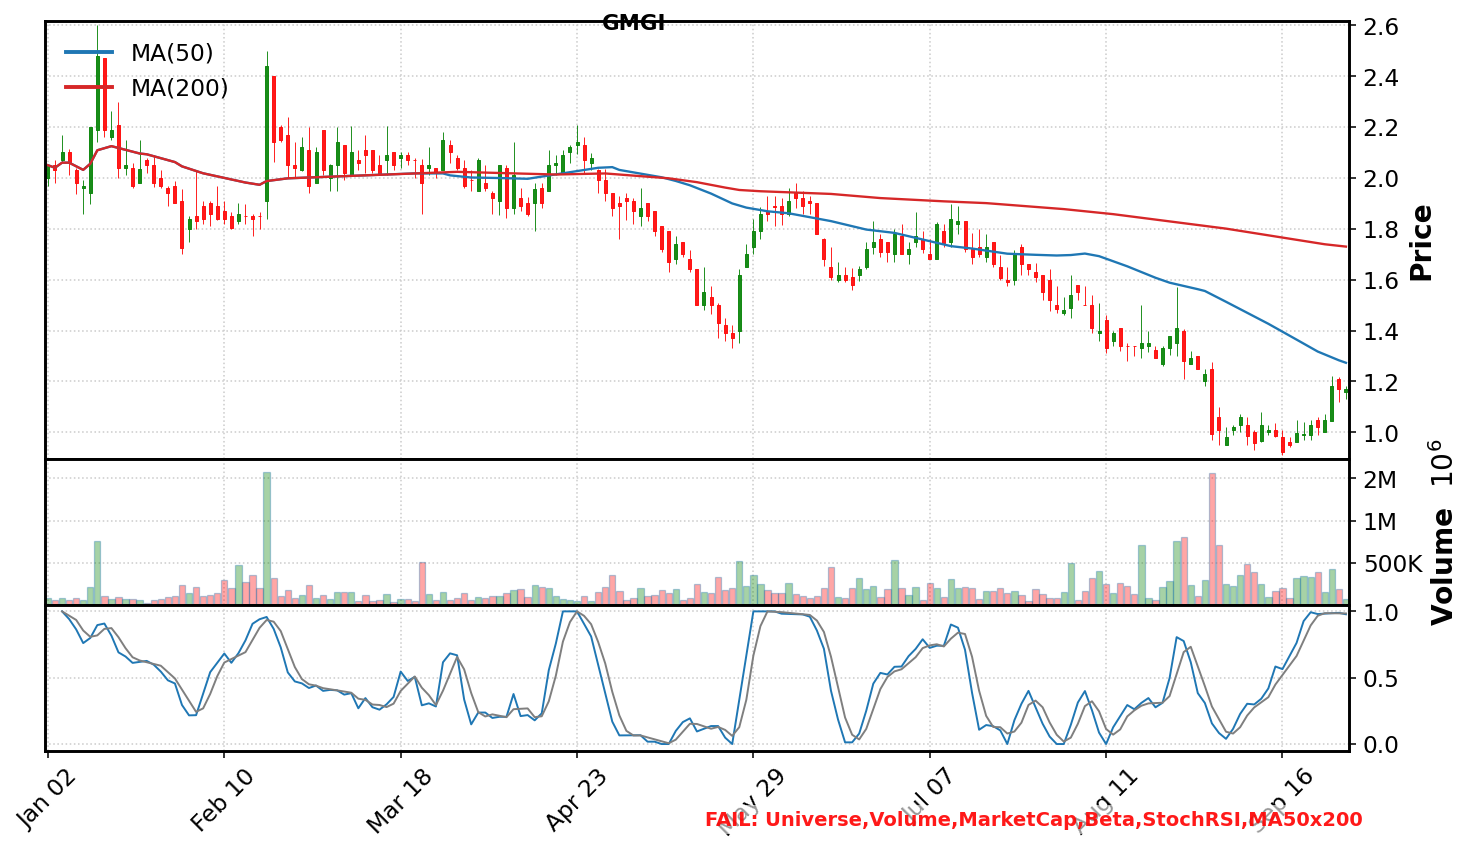 GMGI
MA(50)
MA(200)
2.6
2.4
2.2
2.0
1.8
1.6
1.4
1.2
1.0
Price
2M
1M
500K
Volume 10^6
1.0
0.5
0.0
Jan 02
Feb 10
Mar 18
Apr 23
May 29
Jul 07
Aug 11
Sep 16
FAIL: Universe,Volume,MarketCap,Beta,StochRSI,MA50x200